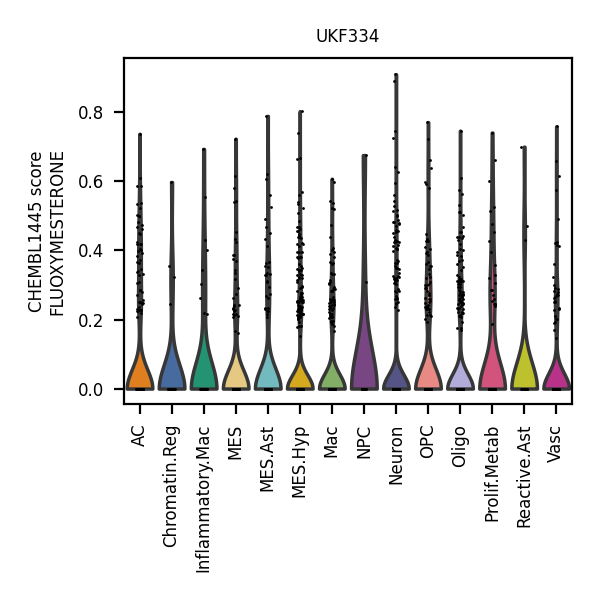 UKF334
CHEMBL1445 score
FLUOXYMESTERONE
0.8
0.6
0.4
0.2
0.0
AC
Chromatin.Reg
Inflammatory.Mac
MES
MES.Ast
MES.Hyp
Mac
NPC
Neuron
OPC
Oligo
Prolif.Metab
Reactive.Ast
Vasc